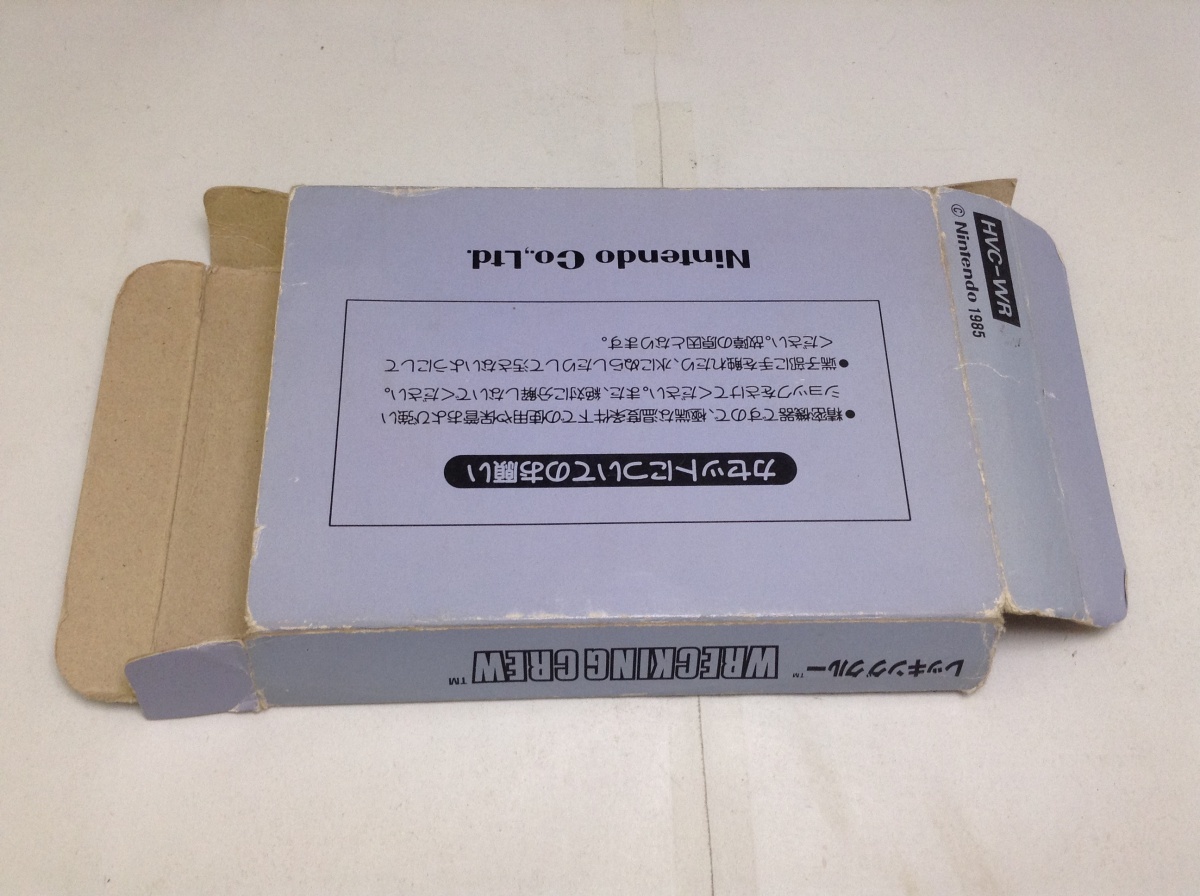 カセットについてのお願い
●精密機器ですので、極端な温度条件下での使用や保管および強い
ショックをさけてください。また、絶対に分解しないでください。
●端子部に手を触れたり、水にぬらしたりして汚さないようにして
ください。故障の原因となります。
Nintendo Co.,Ltd.
レッキングクルー™ WRECKING CREW™
HVC-WR
© Nintendo 1985